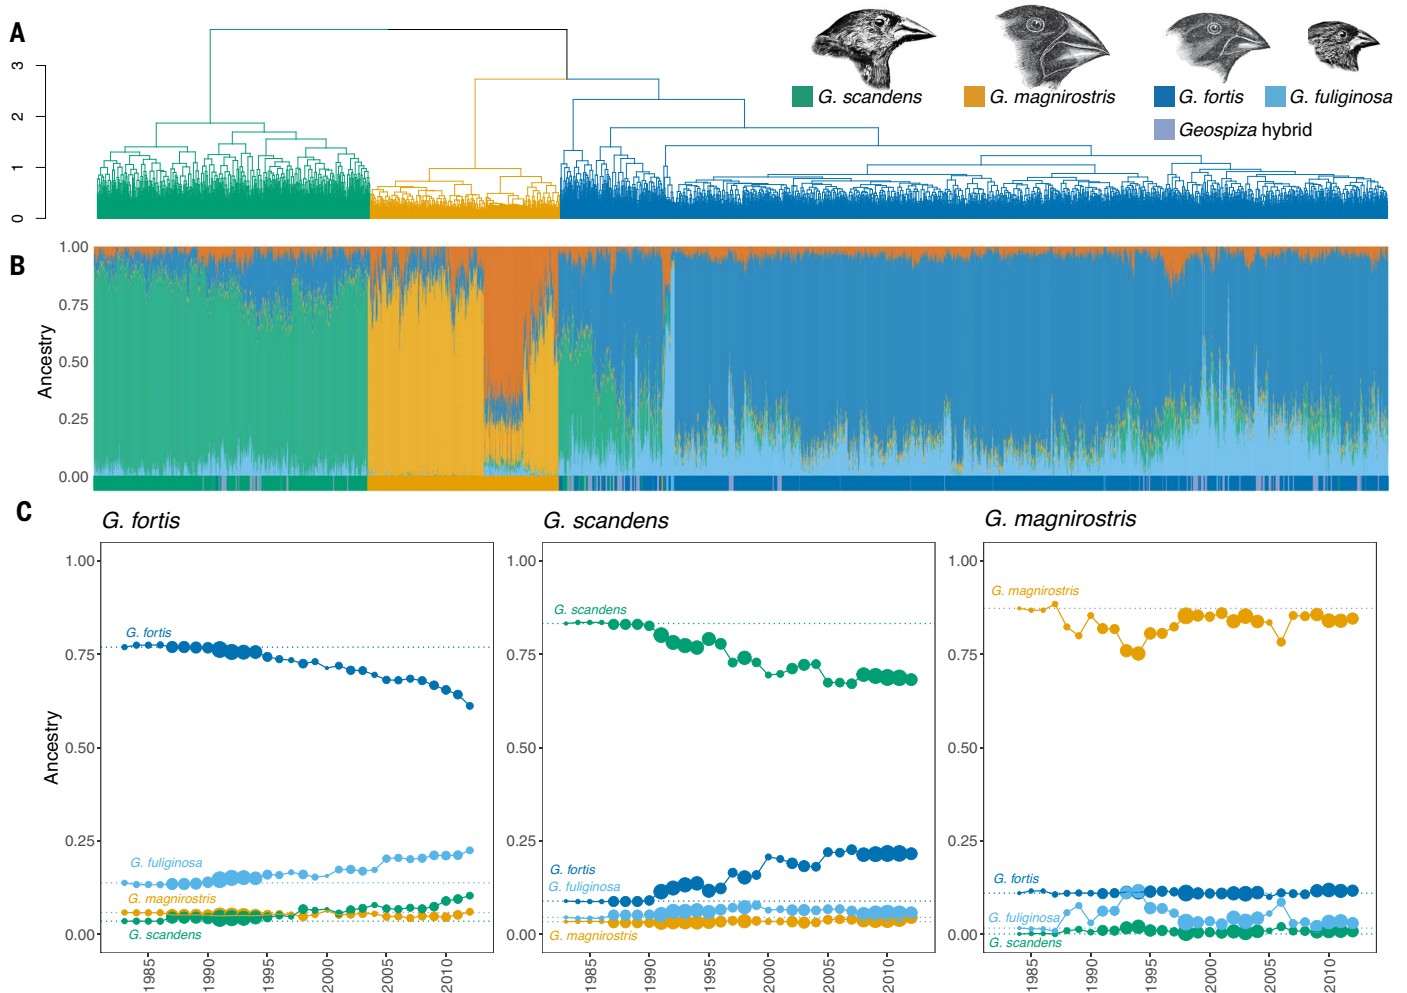 A
3
2
1
0
G. scandens
G. magnirostris
G. fortis
G. fuliginosa
Geospiza hybrid
B
Ancestry
1.00
0.75
0.50
0.25
0.00
C
G. fortis
G. scandens
G. magnirostris
Ancestry
1.00
0.75
0.50
0.25
0.00
G. fortis
G. fuliginosa
G. magnirostris
G. scandens
1985
1990
1995
2000
2005
2010
1.00
0.75
0.50
0.25
0.00
G. scandens
G. fortis
G. fuliginosa
G. magnirostris
1985
1990
1995
2000
2005
2010
1.00
0.75
0.50
0.25
0.00
G. magnirostris
G. fortis
G. fuliginosa
G. scandens
1985
1990
1995
2000
2005
2010